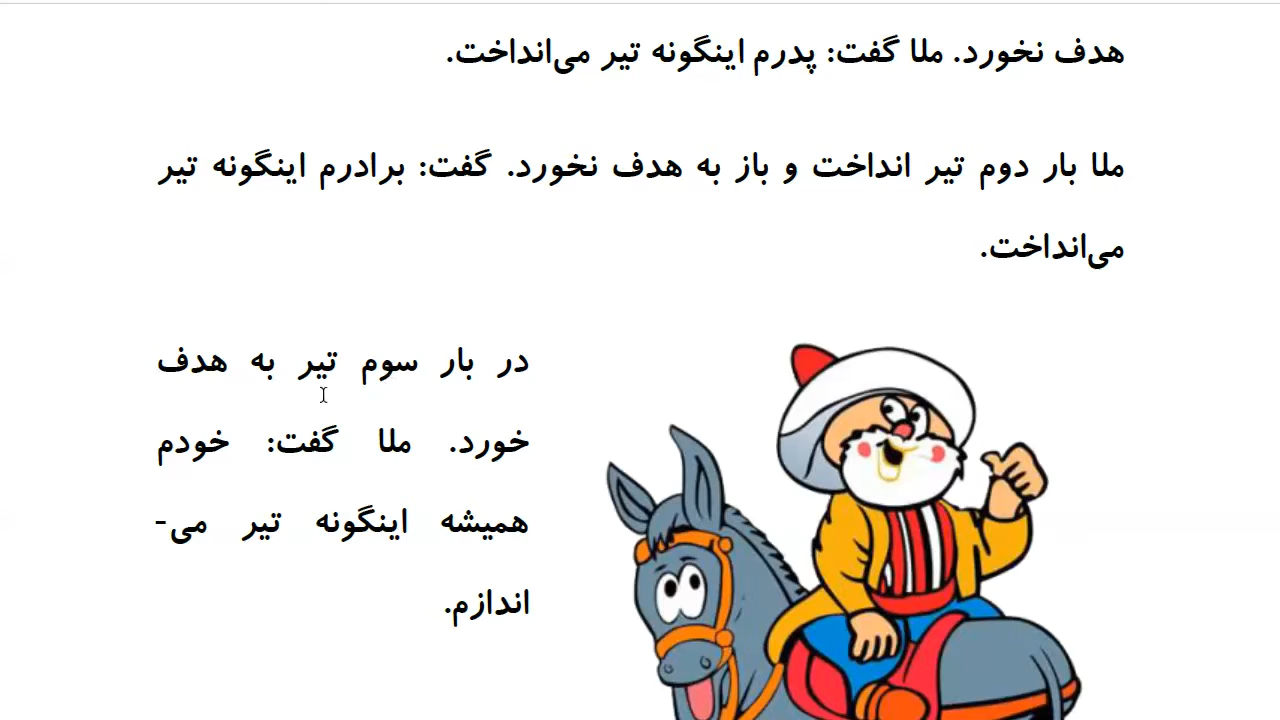 هدف نخورد. ملا گفت: پدرم اینگونه تیر می‌انداخت.
ملا بار دوم تیر انداخت و باز به هدف نخورد. گفت: برادرم اینگونه تیر
می‌انداخت.
در بار سوم تیر به هدف
خورد. ملا گفت: خودم
همیشه اینگونه تیر می-
اندازم.